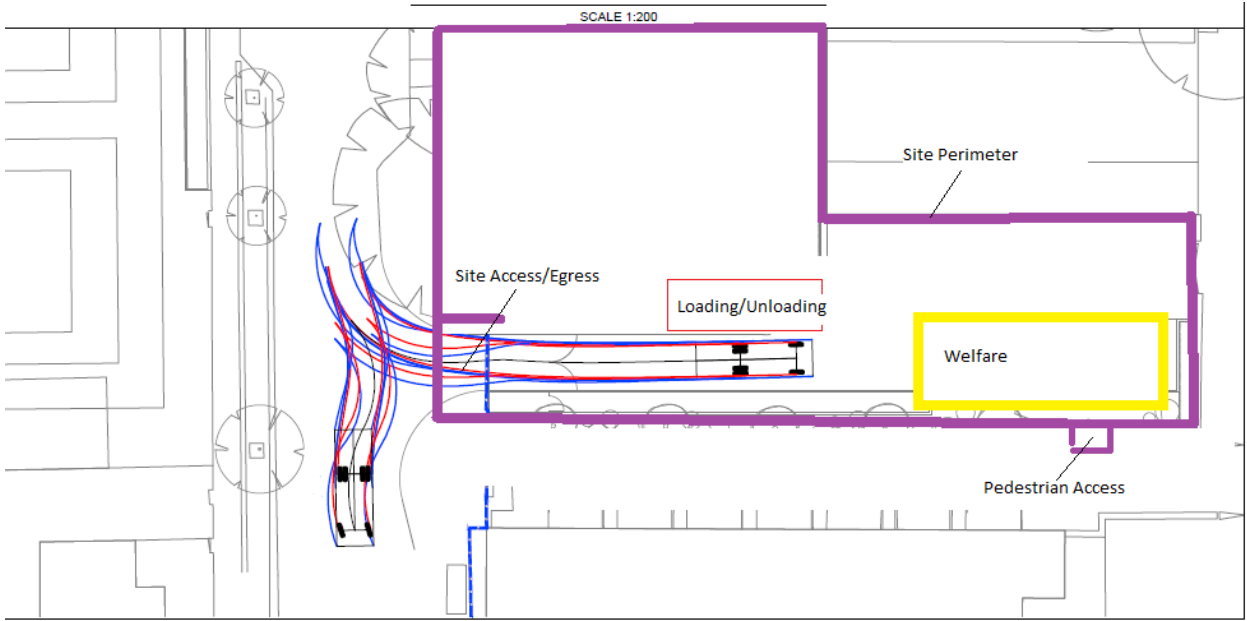 SCALE 1:200
Site Perimeter
Site Access/Egress
Loading/Unloading
Welfare
Pedestrian Access